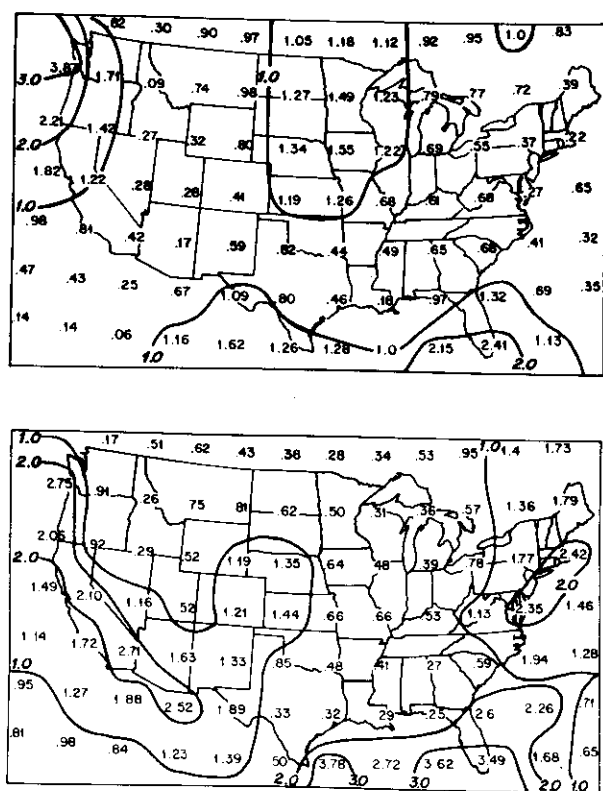 .62 .30 .90 .97 1.05 1.18 1.12 .92 .95 1.0 .83
3.0 3.87 1.71 .09 .74 .98 1.0 1.27 1.49 1.23 .79 .77 .72 .39
2.0 2.21 1.42 .27 .32 .80 1.34 1.55 1.22 .69 .55 .37 .22
1.0 1.82 1.22 .28 .28 .41 1.19 1.26 .68 .61 .68 .27 .65
.98 .81 .42 .17 .59 .62 .44 .49 .65 .68 .41 .32
.47 .43 .25 .67 1.09 .80 .46 .18 .97 1.32 .69 .35
.14 .14 .06 1.16 1.62 1.26 1.28 1.0 2.15 2.41 1.13
1.0 2.0
1.0 .17 .51 .62 .43 .38 .28 .34 .53 .95 1.0 1.4 1.73
2.0 2.75 .91 .26 .75 .81 .62 .50 .31 .36 .57 1.36 1.79
2.0 2.05 .92 .29 .52 1.19 1.35 .64 .48 .39 .78 1.77 2.42
1.49 2.10 1.16 .52 1.21 1.44 .66 .66 .53 1.13 2.35 2.0 1.46
1.14 1.72 2.71 1.63 1.33 .85 .48 .41 .27 .59 1.94 1.28
1.0 .95 1.27 1.88 2.52 1.89 .33 .32 .29 .25 2.6 2.26 .71
.81 .98 .84 1.23 1.39 .50 3.78 2.72 3.62 3.49 1.68 .65
2.0 3.0 3.0 2.0 1.0